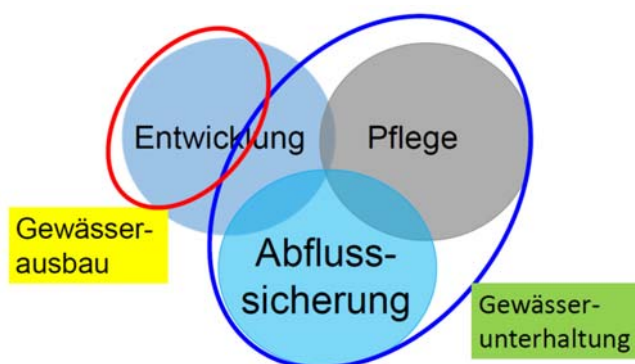 Entwicklung
Pflege
Gewässer-
ausbau
Abfluss-
sicherung
Gewässer-
unterhaltung